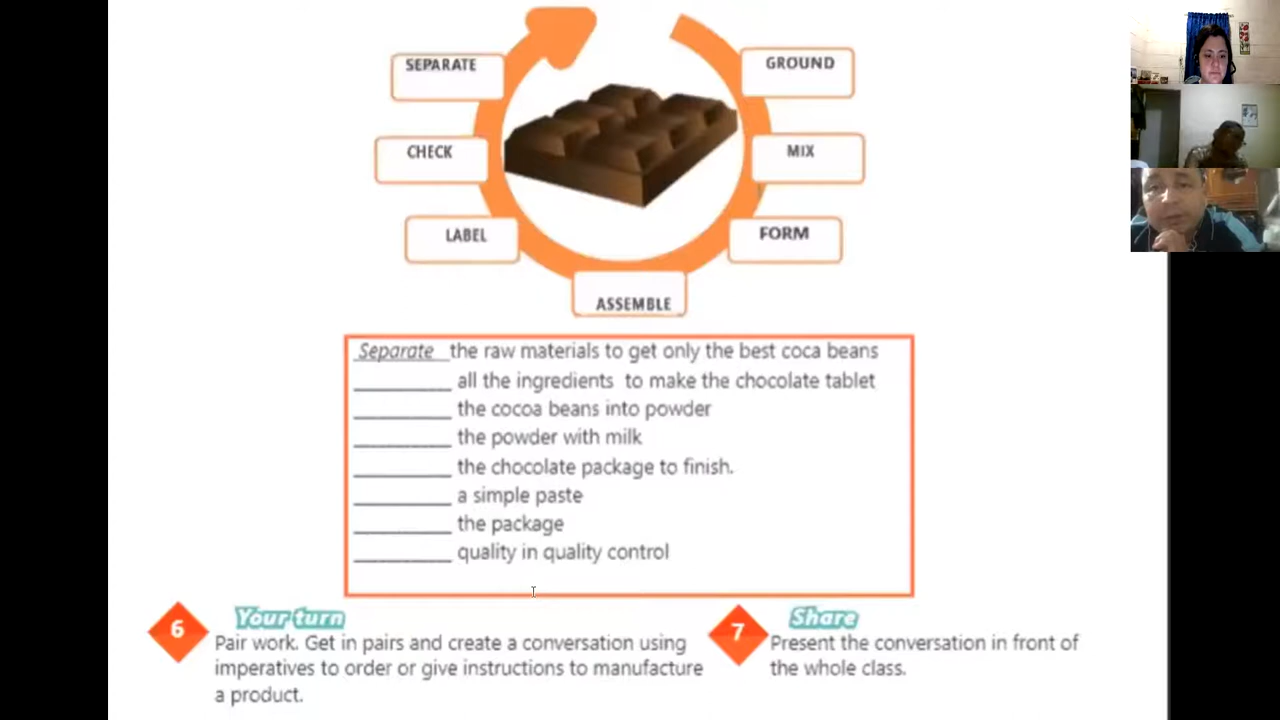 SEPARATE
GROUND
CHECK
MIX
LABEL
FORM
ASSEMBLE
Separate the raw materials to get only the best coca beans
__________ all the ingredients to make the chocolate tablet
__________ the cocoa beans into powder
__________ the powder with milk
__________ the chocolate package to finish.
__________ a simple paste
__________ the package
__________ quality in quality control
6 Your turn
Pair work. Get in pairs and create a conversation using
imperatives to order or give instructions to manufacture
a product.
7 Share
Present the conversation in front of
the whole class.